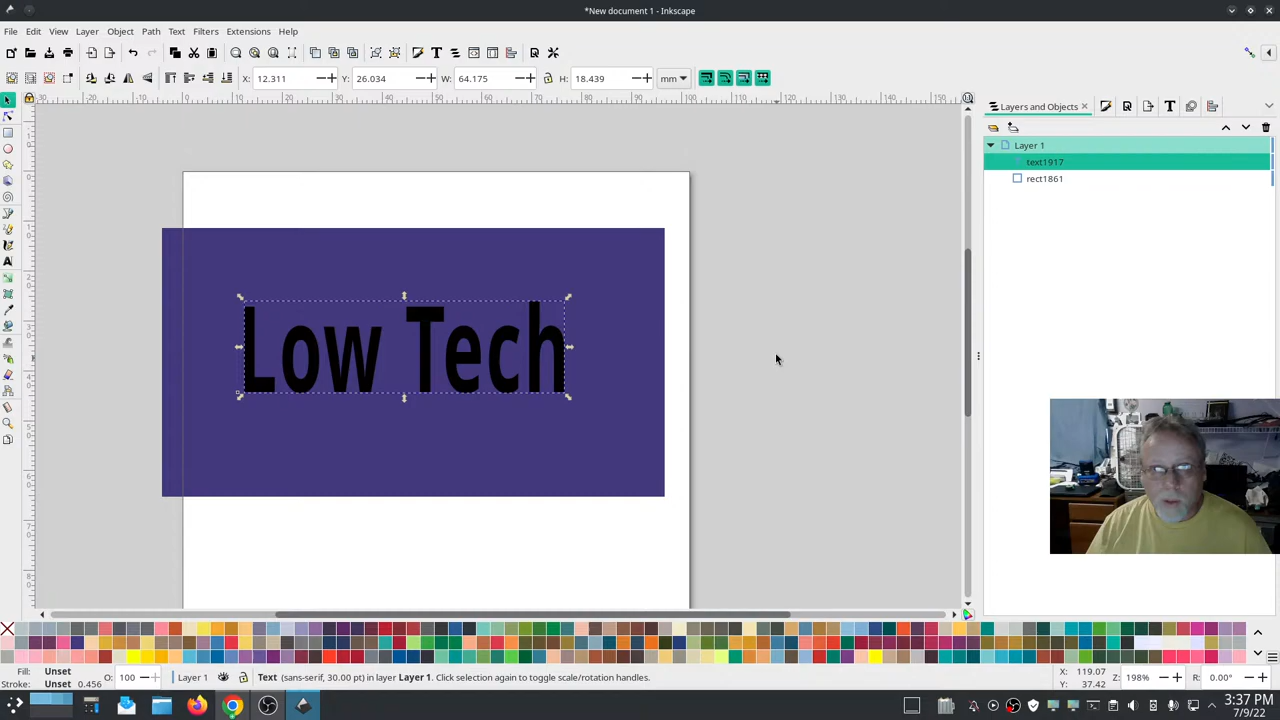 *New document 1 - Inkscape
File Edit View Layer Object Path Text Filters Extensions Help
X: 12.311 Y: 26.034 W: 64.175 H: 18.439 mm
Layers and Objects
Layer 1
text1917
rect1861
Low Tech
Fill: Unset
Stroke: Unset 0.456
O: 100
Layer 1
Text (sans-serif, 30.00 pt) in layer Layer 1. Click selection again to toggle scale/rotation handles.
X: 119.07
Y: 37.42
Z: 198%
R: 0.00°
3:37 PM
7/9/22